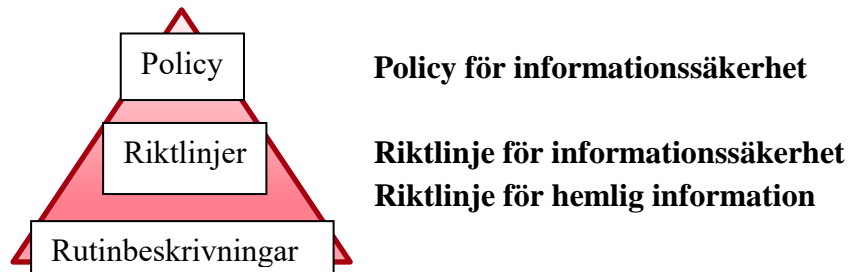 Policy
Policy för informationssäkerhet
Riktlinjer
Riktlinje för informationssäkerhet
Riktlinje för hemlig information
Rutinbeskrivningar